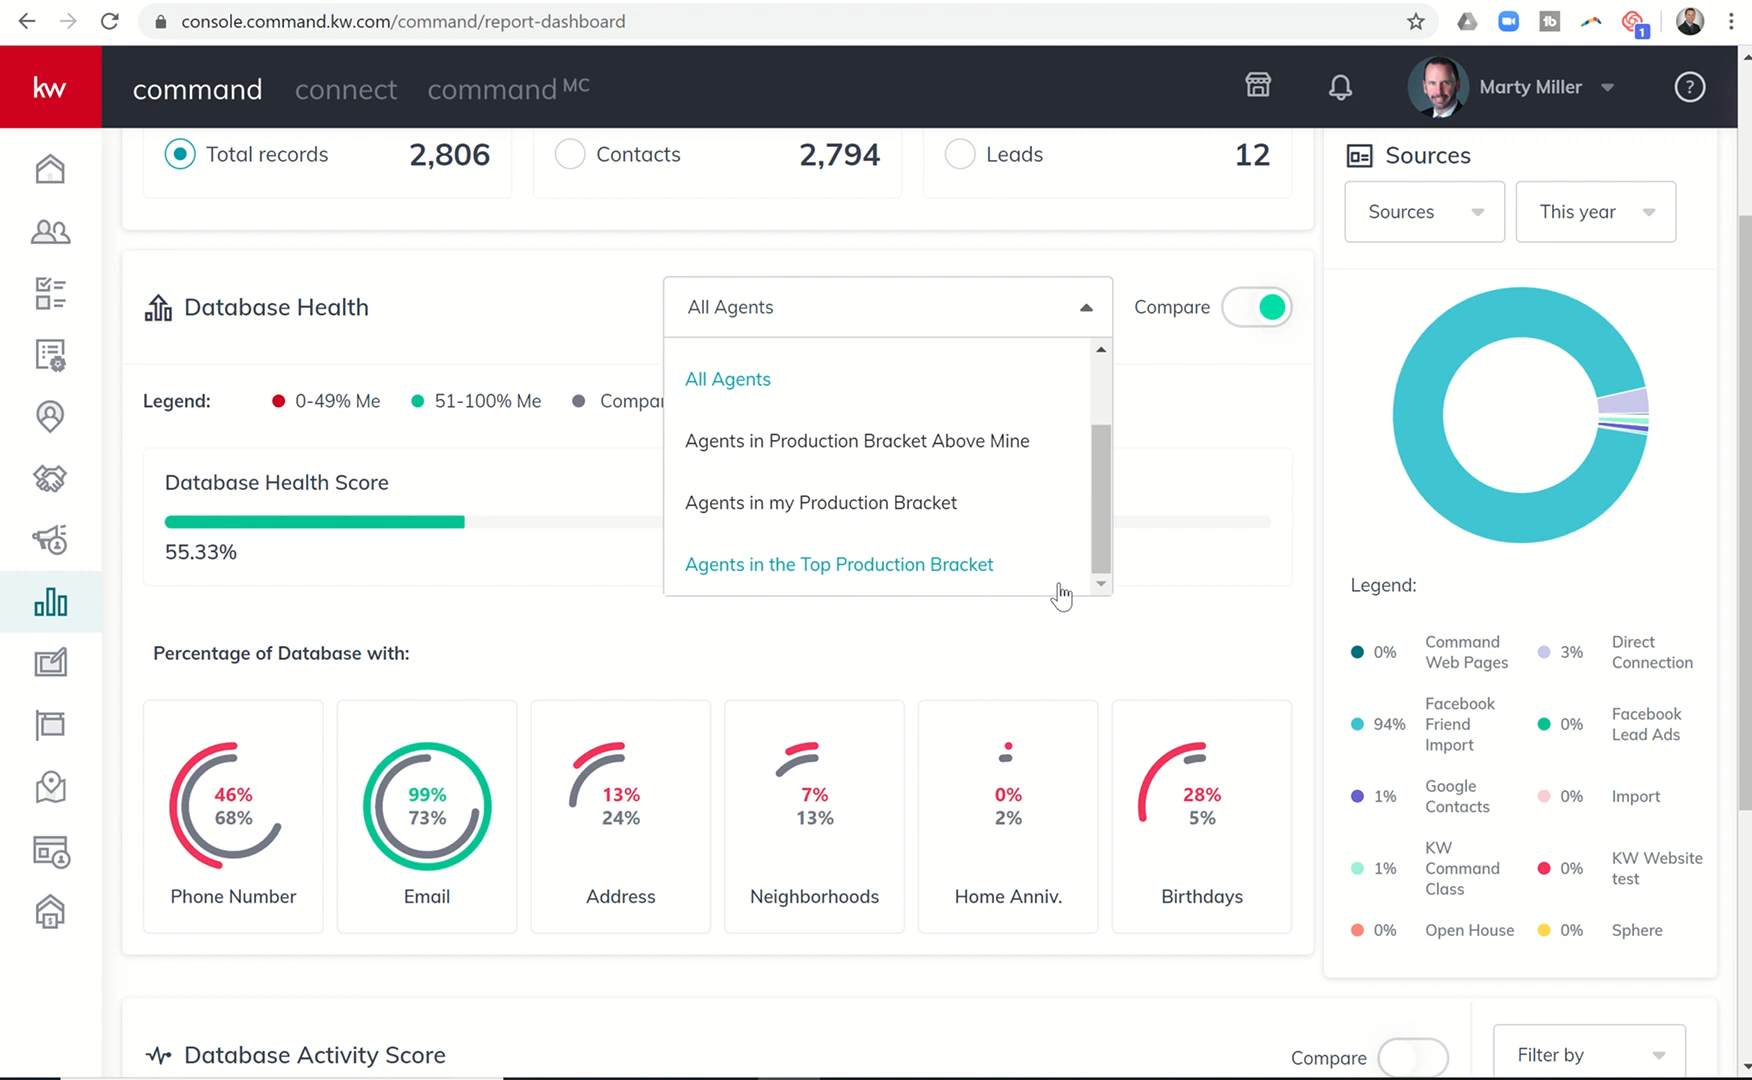 console.command.kw.com/command/report-dashboard
1
kw
command
connect
command MC
Marty Miller
?
Total records
2,806
Contacts
2,794
Leads
12
Sources
Sources
This year
Database Health
All Agents
Compare
All Agents
Agents in Production Bracket Above Mine
Agents in my Production Bracket
Agents in the Top Production Bracket
Legend:
0-49% Me
51-100% Me
Database Health Score
55.33%
Percentage of Database with:
46%
68%
Phone Number
99%
73%
Email
13%
24%
Address
7%
13%
Neighborhoods
0%
2%
Home Anniv.
28%
5%
Birthdays
Legend:
0%
Command
Web Pages
3%
Direct
Connection
94%
Facebook
Friend
Import
0%
Facebook
Lead Ads
1%
Google
Contacts
0%
Import
1%
KW
Command
Class
0%
KW Website
test
0%
Open House
0%
Sphere
Database Activity Score
Compare
Filter by